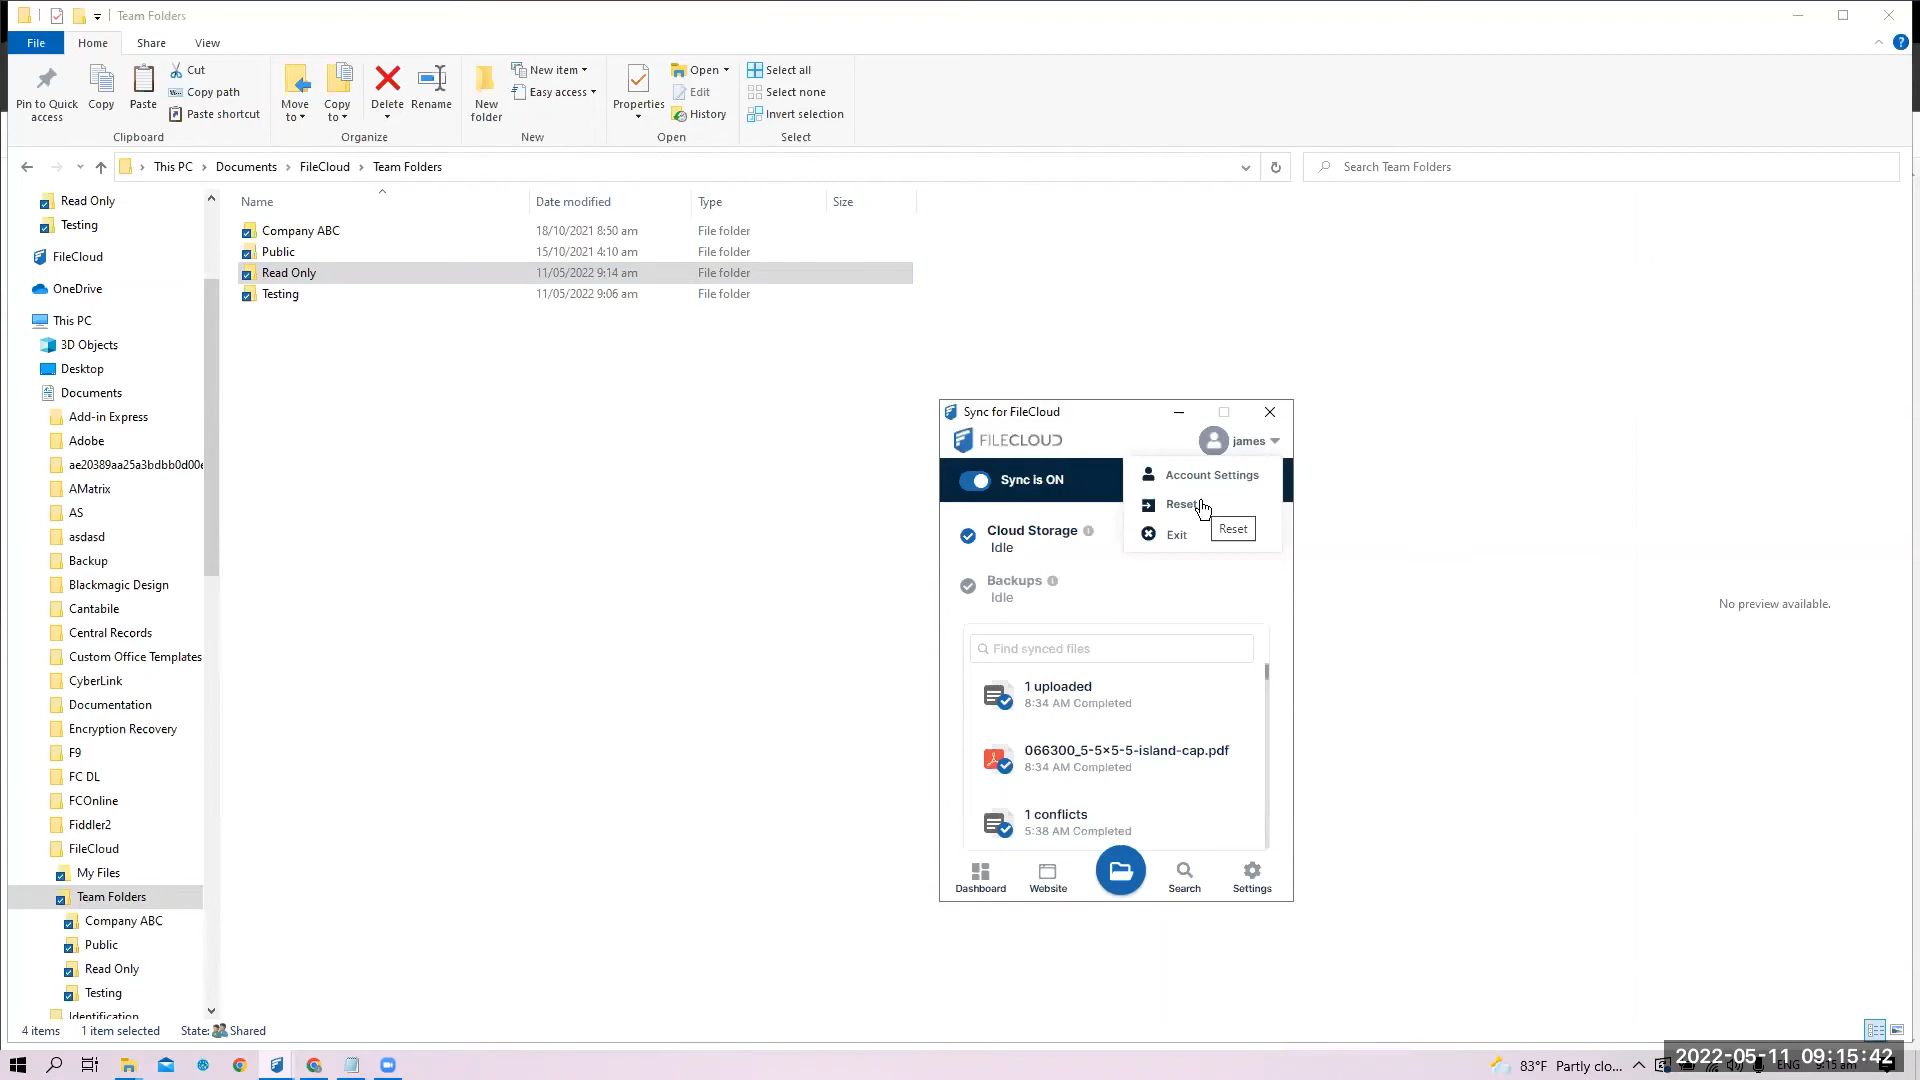 Team Folders
File
Home
Share
View
Pin to Quick access
Copy
Paste
Cut
Copy path
Paste shortcut
Clipboard
Move to
Copy to
Delete
Rename
Organize
New folder
New item
Easy access
New
Properties
Open
Edit
History
Open
Select all
Select none
Invert selection
Select
This PC > Documents > FileCloud > Team Folders
Search Team Folders
Read Only
Testing
FileCloud
OneDrive
This PC
3D Objects
Desktop
Documents
Add-in Express
Adobe
ae20389aa25a3bdbb0d00e
AMatrix
AS
asdasd
Backup
Blackmagic Design
Cantabile
Central Records
Custom Office Templates
CyberLink
Documentation
Encryption Recovery
F9
FC DL
FCOnline
Fiddler2
FileCloud
My Files
Team Folders
Company ABC
Public
Read Only
Testing
Identification
Name Date modified Type Size
Company ABC 18/10/2021 8:50 am File folder
Public 15/10/2021 4:10 am File folder
Read Only 11/05/2022 9:14 am File folder
Testing 11/05/2022 9:06 am File folder
No preview available.
Sync for FileCloud
FILECLOUD
james
Sync is ON
Account Settings
Reset
Exit
Reset
Cloud Storage
Idle
Backups
Idle
Find synced files
1 uploaded
8:34 AM Completed
066300_5-5×5-5-island-cap.pdf
8:34 AM Completed
1 conflicts
5:38 AM Completed
Dashboard
Website
Search
Settings
4 items 1 item selected State: Shared
83°F Partly clo...
ENG
9:15 am
2022-05-11 09:15:42